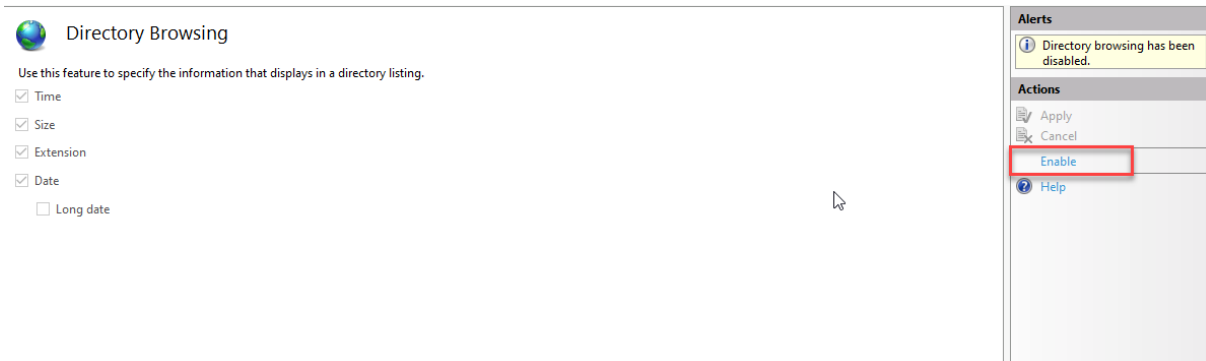 Directory Browsing
Use this feature to specify the information that displays in a directory listing.
Time
Size
Extension
Date
Long date
Alerts
Directory browsing has been
disabled.
Actions
Apply
Cancel
Enable
Help